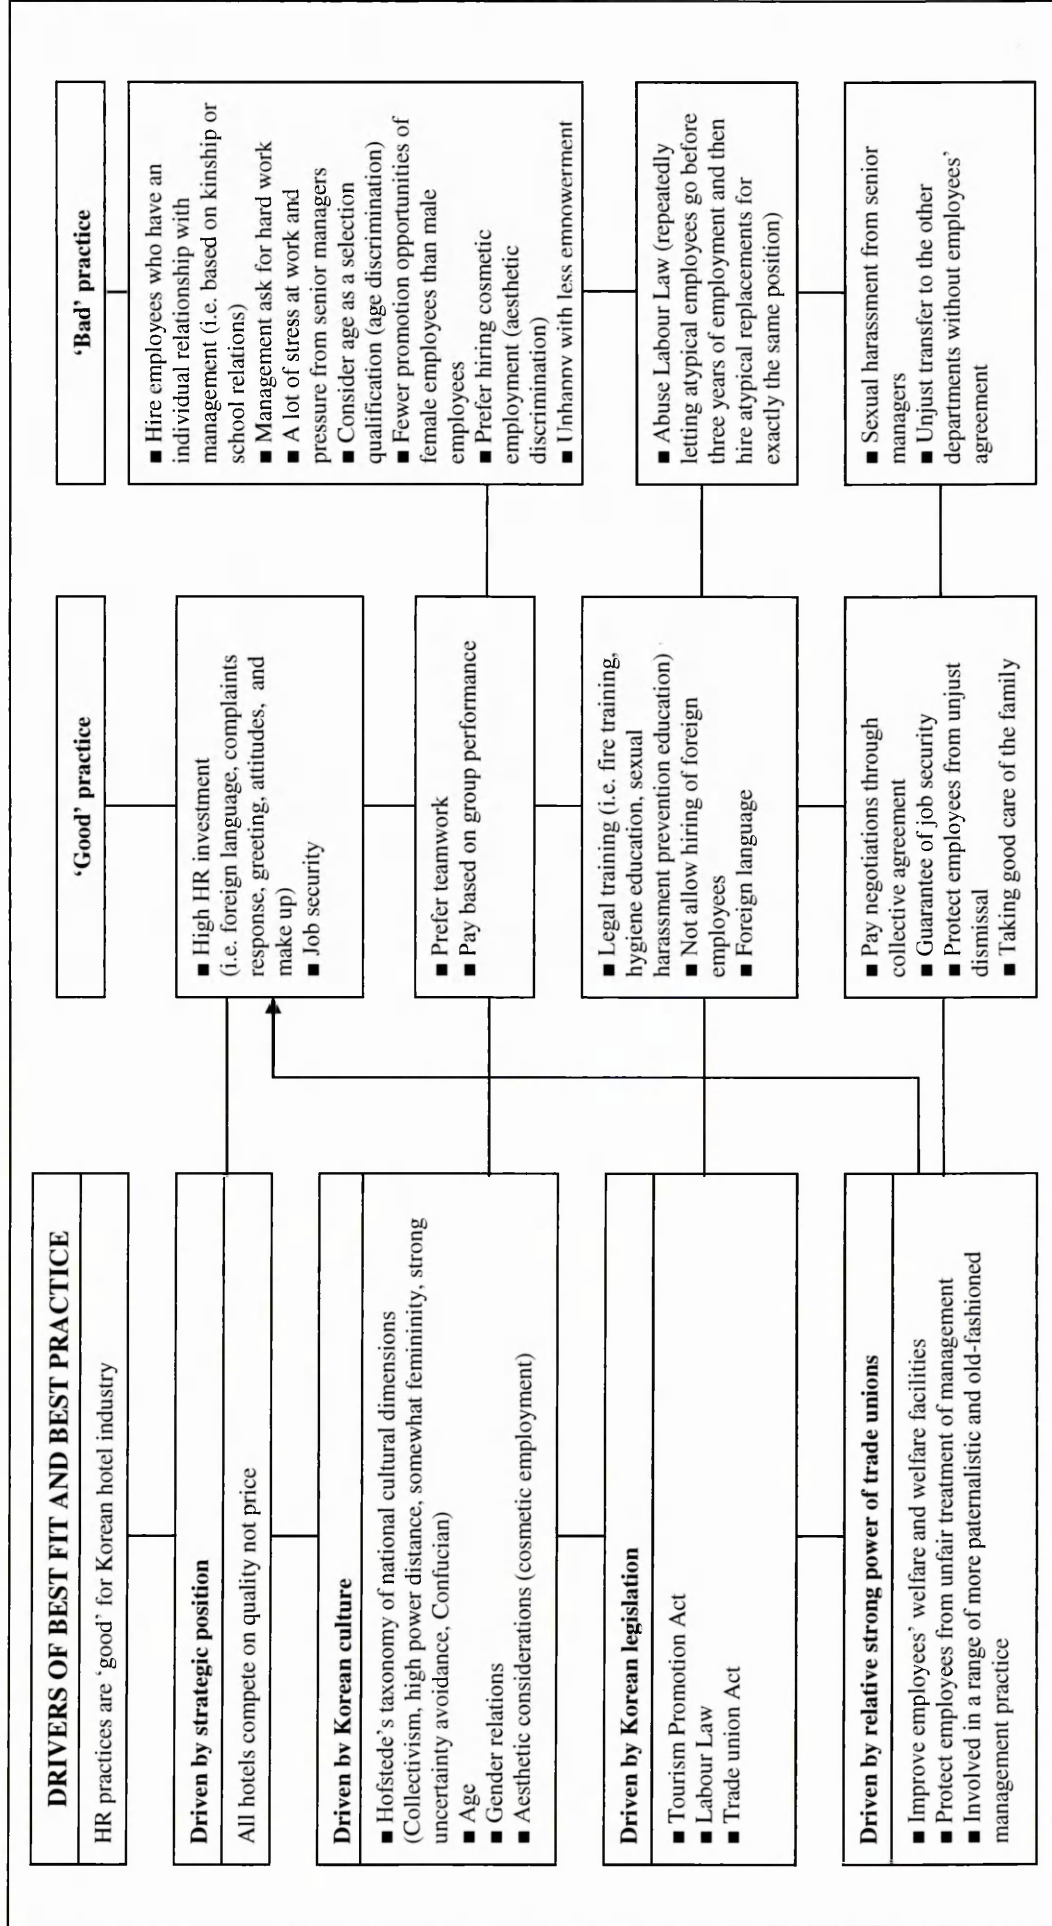 DRIVERS OF BEST FIT AND BEST PRACTICE
HR practices are ‘good’ for Korean hotel industry
Driven by strategic position
All hotels compete on quality not price
Driven by Korean culture
■ Hofstede’s taxonomy of national cultural dimensions
(Collectivism, high power distance, somewhat femininity, strong
uncertainty avoidance, Confucian)
■ Age
■ Gender relations
■ Aesthetic considerations (cosmetic employment)
Driven by Korean legislation
■ Tourism Promotion Act
■ Labour Law
■ Trade union Act
Driven by relative strong power of trade unions
■ Improve employees’ welfare and welfare facilities
■ Protect employees from unfair treatment of management
■ Involved in a range of more paternalistic and old-fashioned
management practice
‘Good’ practice
■ High HR investment
(i.e. foreign language, complaints
response, greeting, attitudes, and
make up)
■ Job security
■ Prefer teamwork
■ Pay based on group performance
■ Legal training (i.e. fire training,
hygiene education, sexual
harassment prevention education)
■ Not allow hiring of foreign
employees
■ Foreign language
■ Pay negotiations through
collective agreement
■ Guarantee of job security
■ Protect employees from unjust
dismissal
■ Taking good care of the family
‘Bad’ practice
■ Hire employees who have an
individual relationship with
management (i.e. based on kinship or
school relations)
■ Management ask for hard work
■ A lot of stress at work and
pressure from senior managers
■ Consider age as a selection
qualification (age discrimination)
■ Fewer promotion opportunities of
female employees than male
employees
■ Prefer hiring cosmetic
employment (aesthetic
discrimination)
■ Unhappy with less empowerment
■ Abuse Labour Law (repeatedly
letting atypical employees go before
three years of employment and then
hire atypical replacements for
exactly the same position)
■ Sexual harassment from senior
managers
■ Unjust transfer to the other
departments without employees’
agreement